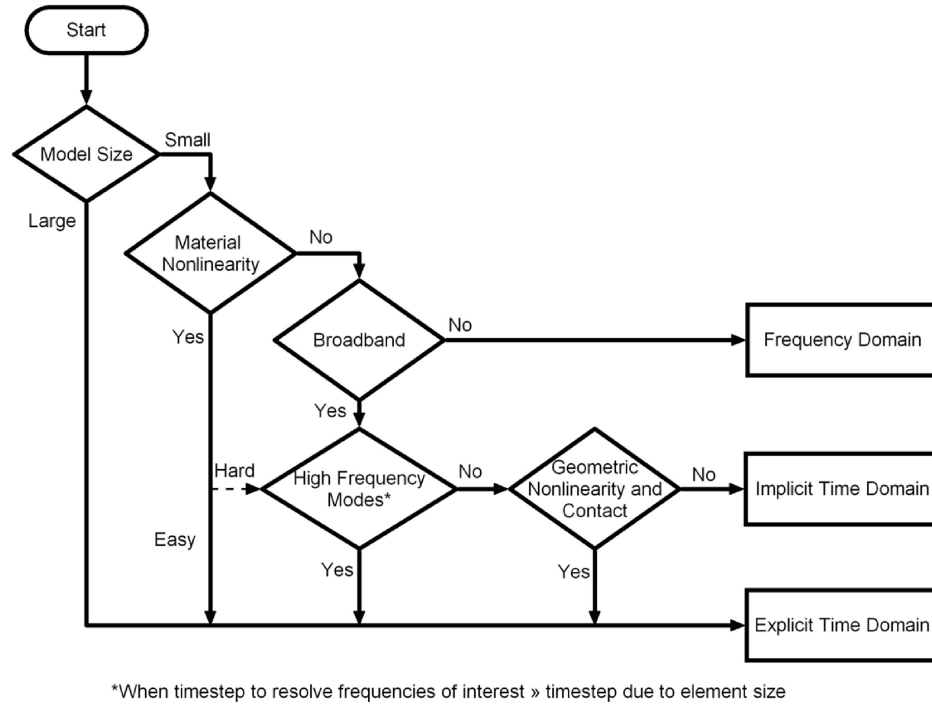 Start
Model Size
Small
Large
Material
Nonlinearity
No
Yes
Broadband
No
Frequency Domain
Yes
Hard
High Frequency
Modes*
No
Geometric
Nonlinearity and
Contact
No
Implicit Time Domain
Easy
Yes
Yes
Explicit Time Domain
*When timestep to resolve frequencies of interest » timestep due to element size